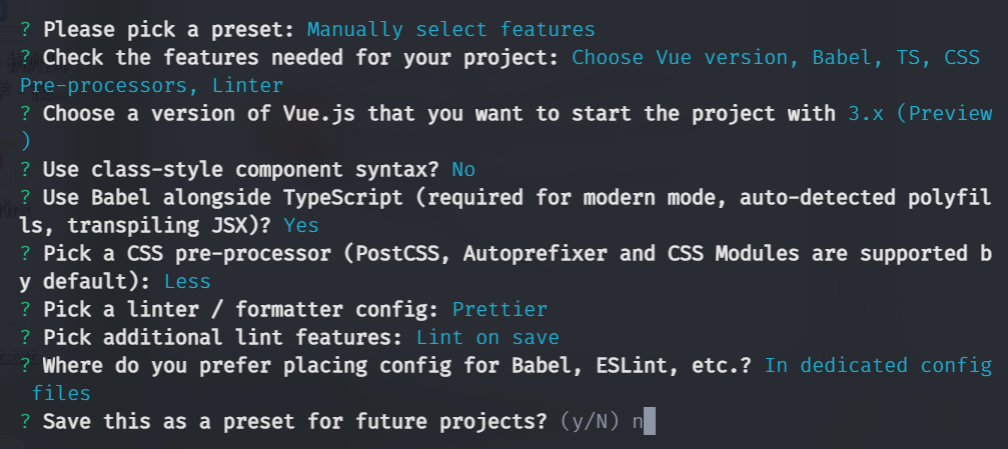 ? Please pick a preset: Manually select features
? Check the features needed for your project: Choose Vue version, Babel, TS, CSS
Pre-processors, Linter
? Choose a version of Vue.js that you want to start the project with 3.x (Preview
)
? Use class-style component syntax? No
? Use Babel alongside TypeScript (required for modern mode, auto-detected polyfil
ls, transpiling JSX)? Yes
? Pick a CSS pre-processor (PostCSS, Autoprefixer and CSS Modules are supported b
y default): Less
? Pick a linter / formatter config: Prettier
? Pick additional lint features: Lint on save
? Where do you prefer placing config for Babel, ESLint, etc.? In dedicated config
files
? Save this as a preset for future projects? (y/N) n